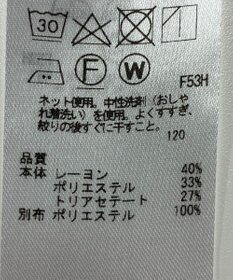 30
F W
F53H
ネット使用。中性洗剤(おしゃ
れ着洗い)を使用。よくすすぎ、
絞りの後すぐに干すこと。
120
品質
本体 レーヨン 40%
ポリエステル 33%
トリアセテート 27%
別布 ポリエステル 100%